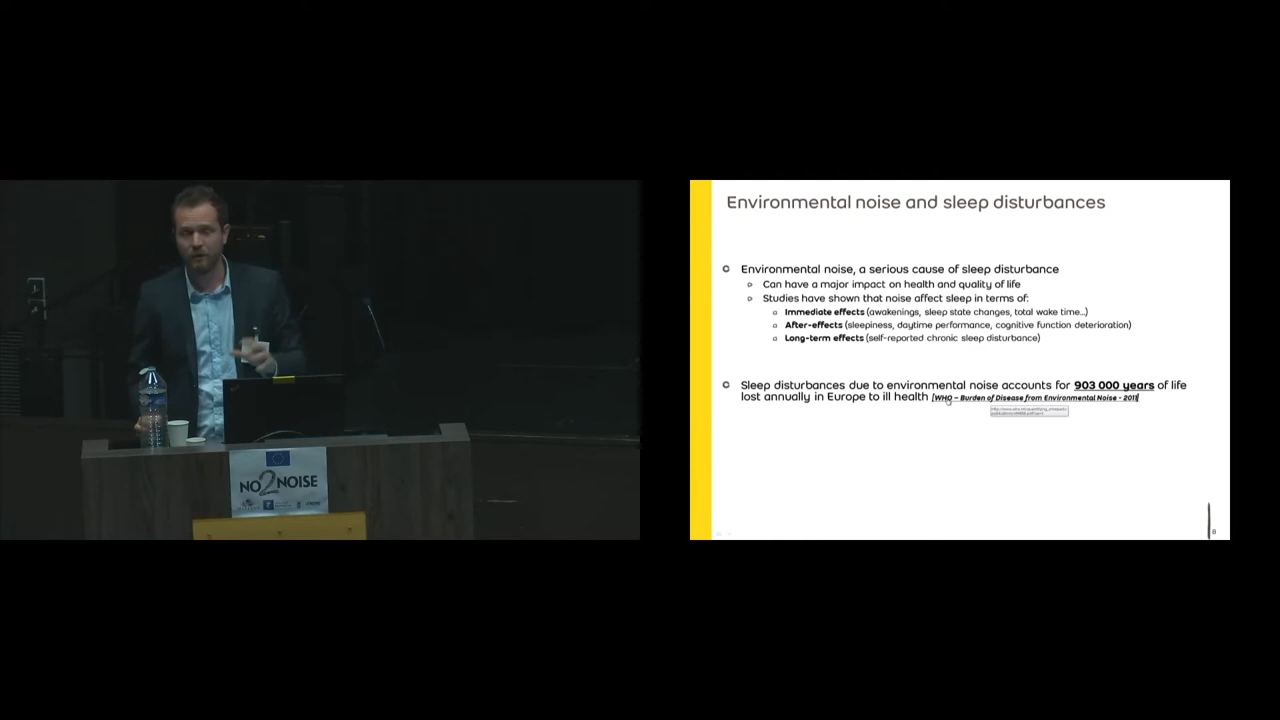 NO2NOISE
Environmental noise and sleep disturbances
Environmental noise, a serious cause of sleep disturbance
Can have a major impact on health and quality of life
Studies have shown that noise affect sleep in terms of:
Immediate effects (awakenings, sleep state changes, total wake time...)
After-effects (sleepiness, daytime performance, cognitive function deterioration)
Long-term effects (self-reported chronic sleep disturbance)
Sleep disturbances due to environmental noise accounts for 903 000 years of life
lost annually in Europe to ill health [WHO – Burden of Disease from Environmental Noise - 2011]
8